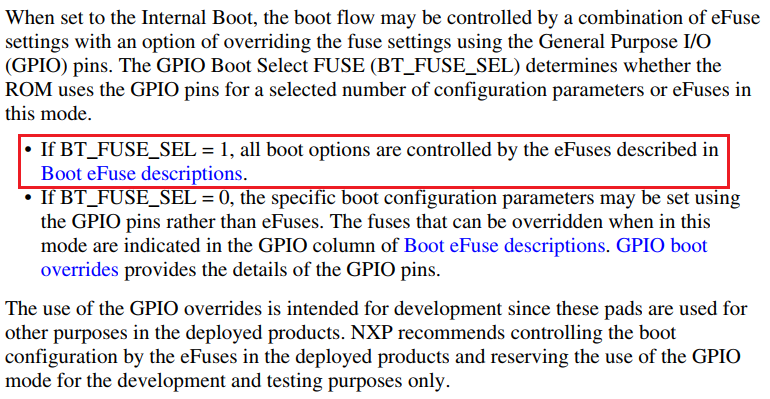 When set to the Internal Boot, the boot flow may be controlled by a combination of eFuse
settings with an option of overriding the fuse settings using the General Purpose I/O
(GPIO) pins. The GPIO Boot Select FUSE (BT_FUSE_SEL) determines whether the
ROM uses the GPIO pins for a selected number of configuration parameters or eFuses in
this mode.
• If BT_FUSE_SEL = 1, all boot options are controlled by the eFuses described in
Boot eFuse descriptions.
• If BT_FUSE_SEL = 0, the specific boot configuration parameters may be set using
the GPIO pins rather than eFuses. The fuses that can be overridden when in this
mode are indicated in the GPIO column of Boot eFuse descriptions. GPIO boot
overrides provides the details of the GPIO pins.
The use of the GPIO overrides is intended for development since these pads are used for
other purposes in the deployed products. NXP recommends controlling the boot
configuration by the eFuses in the deployed products and reserving the use of the GPIO
mode for the development and testing purposes only.